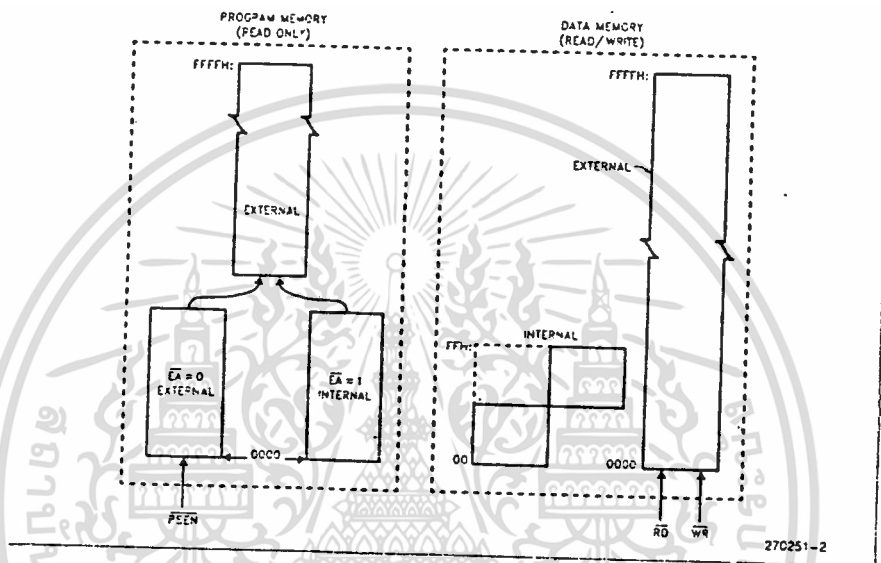 PROGRAM MEMORY
(READ ONLY)
FFFFH:
EXTERNAL
EA = 0
EXTERNAL
EA = 1
INTERNAL
0000
PSEN
DATA MEMORY
(READ/WRITE)
FFFFH:
EXTERNAL
INTERNAL
FFH:
00
0000
RD
WR
270251-2